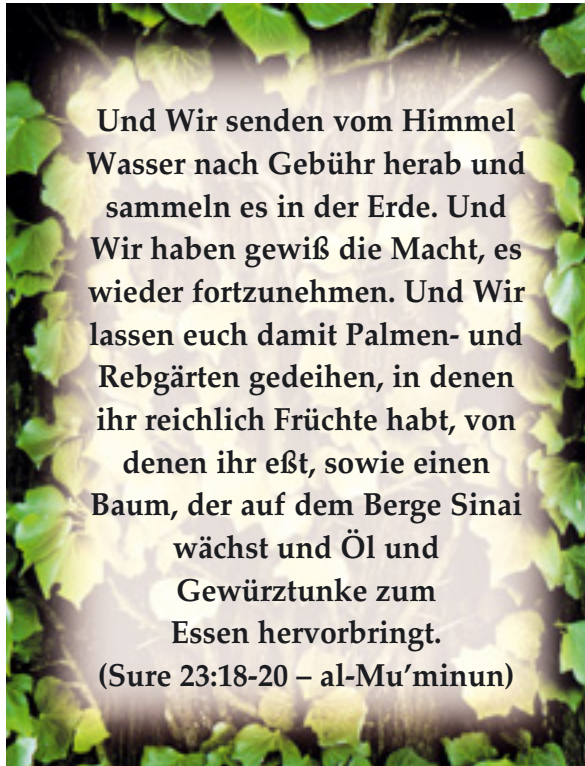 Und Wir senden vom Himmel
Wasser nach Gebühr herab und
sammeln es in der Erde. Und
Wir haben gewiß die Macht, es
wieder fortzunehmen. Und Wir
lassen euch damit Palmen- und
Rebgärten gedeihen, in denen
ihr reichlich Früchte habt, von
denen ihr eßt, sowie einen
Baum, der auf dem Berge Sinai
wächst und Öl und
Gewürztunke zum
Essen hervorbringt.
(Sure 23:18-20 – al-Mu’minun)